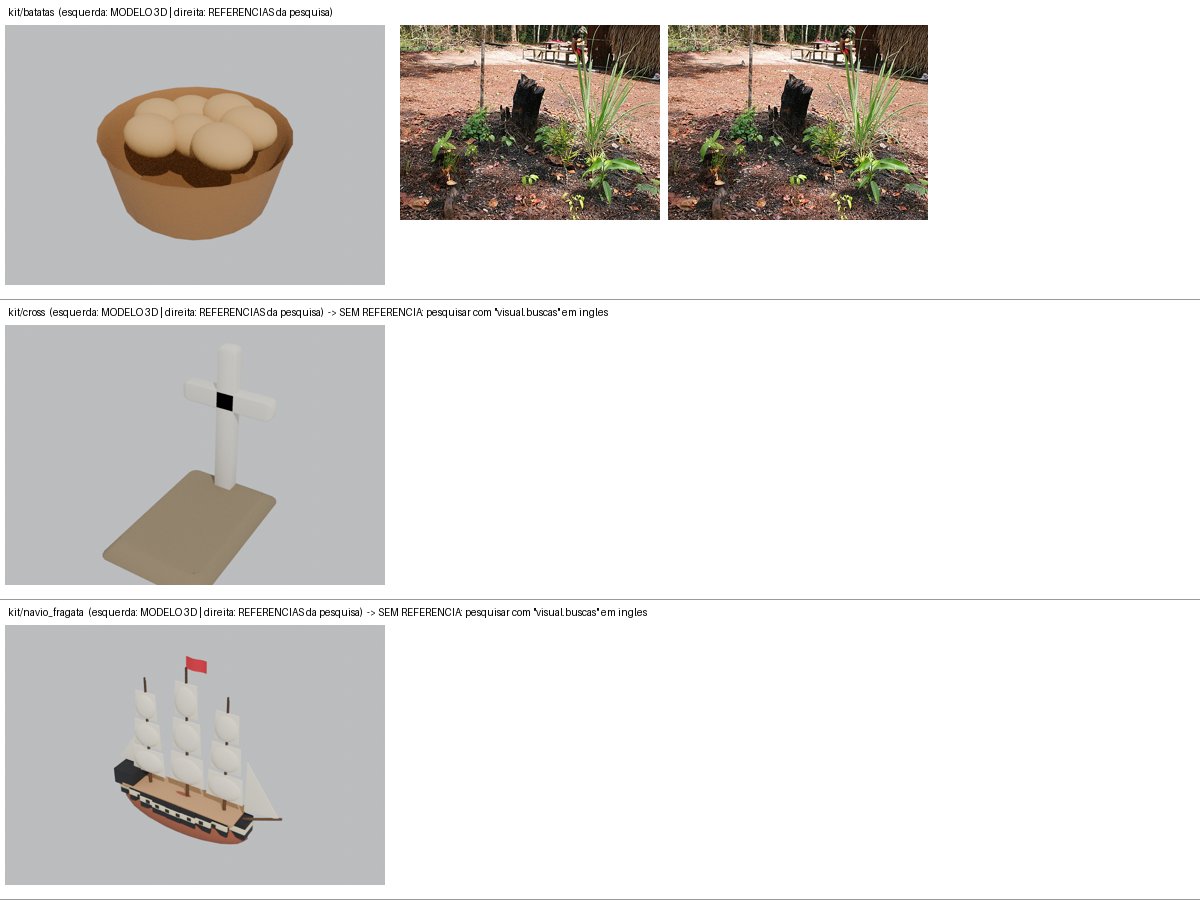 kit/batatas (esquerda: MODELO 3D | direita: REFERENCIAS da pesquisa)
kit/cross (esquerda: MODELO 3D | direita: REFERENCIAS da pesquisa) -> SEM REFERENCIA: pesquisar com "visual.buscas" em ingles
kit/navio_fragata (esquerda: MODELO 3D | direita: REFERENCIAS da pesquisa) -> SEM REFERENCIA: pesquisar com "visual.buscas" em ingles